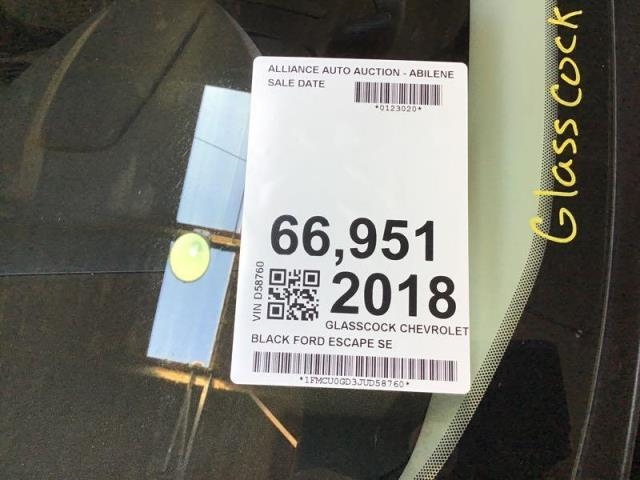 ALLIANCE AUTO AUCTION - ABILENE
SALE DATE
*0123020*
66,951
VIN D58760
2018
GLASSCOCK CHEVROLET
BLACK FORD ESCAPE SE
*1FMCU0GD3JUD58760*
Glasscock